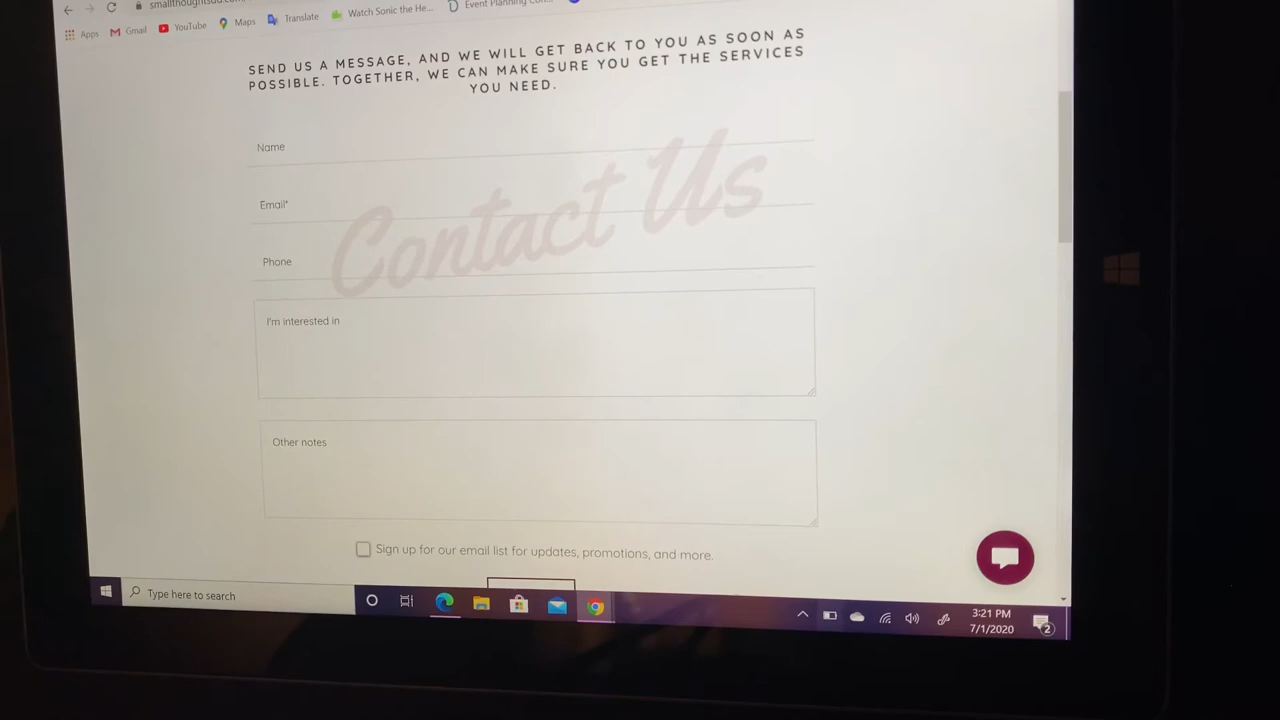 Apps Gmail YouTube Maps Translate Watch Sonic the He...
SEND US A MESSAGE, AND WE WILL GET BACK TO YOU AS SOON AS
POSSIBLE. TOGETHER, WE CAN MAKE SURE YOU GET THE SERVICES
YOU NEED.
Contact Us
Name
Email*
Phone
I'm interested in
Other notes
Sign up for our email list for updates, promotions, and more.
Type here to search
3:21 PM
7/1/2020
2